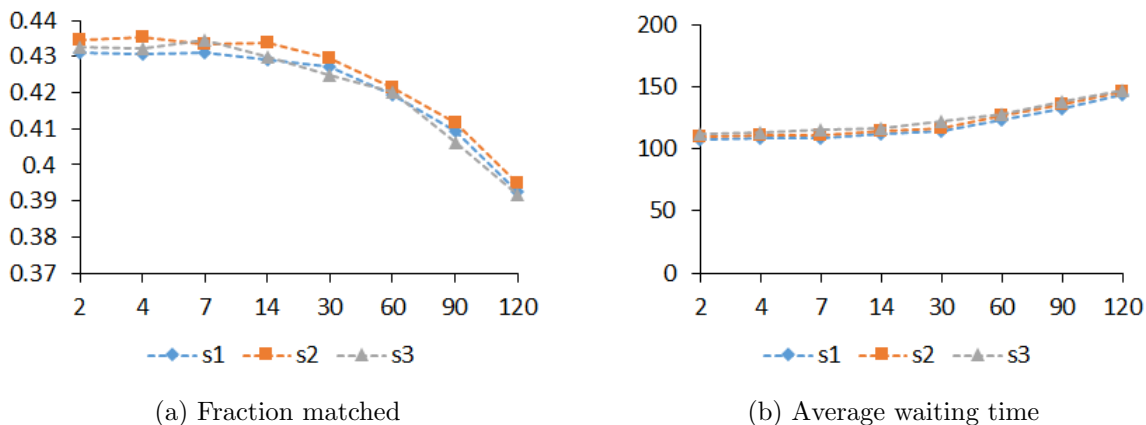 0.44
0.43
0.42
0.41
0.4
0.39
0.38
0.37
2 4 7 14 30 60 90 120
s1 s2 s3
(a) Fraction matched
200
150
100
50
0
2 4 7 14 30 60 90 120
s1 s2 s3
(b) Average waiting time